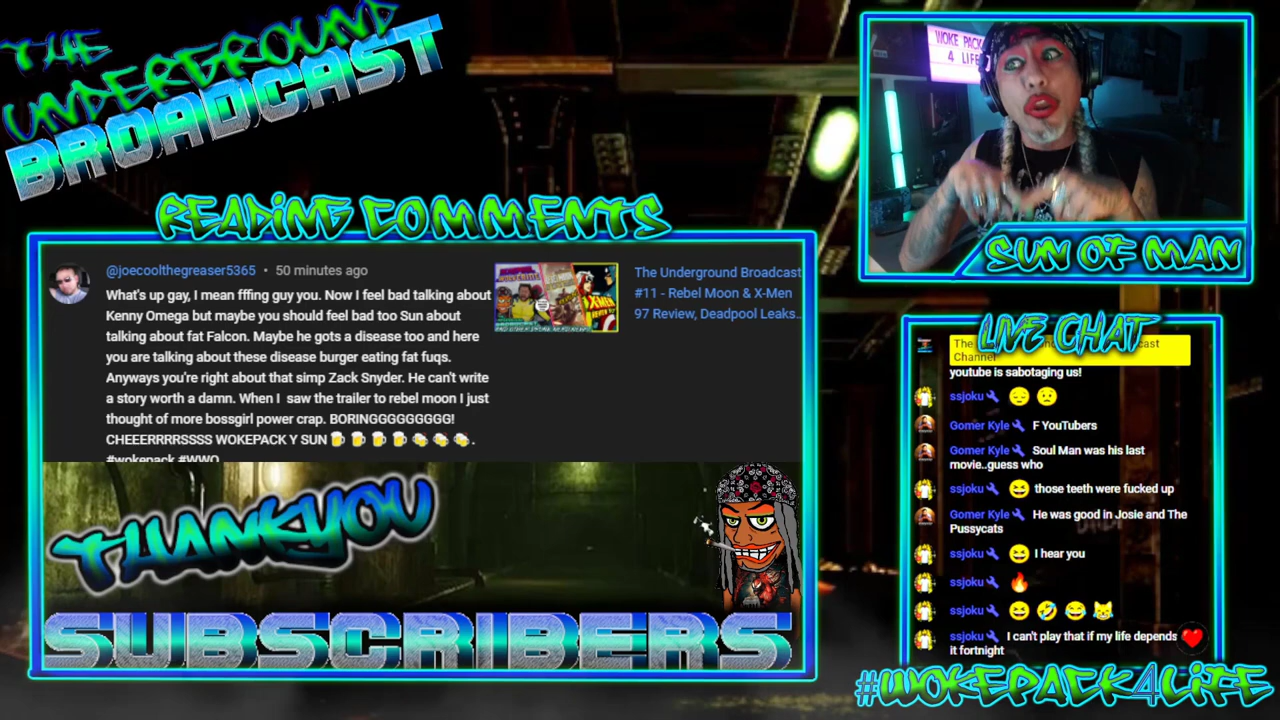 THE
UNDERGROUND
BROADCAST
WOKE PACK
4 LIFE
READING COMMENTS
@joecoolthegreaser5365 • 50 minutes ago
What's up gay, I mean fffing guy you. Now I feel bad talking about
Kenny Omega but maybe you should feel bad too Sun about
talking about fat Falcon. Maybe he gots a disease too and here
you are talking about these disease burger eating fat fuqs.
Anyways you're right about that simp Zack Snyder. He can't write
a story worth a damn. When I saw the trailer to rebel moon I just
thought of more bossgirl power crap. BORINGGGGGGGGG!
CHEEERRRRSSSS WOKEPACK Y SUN 🍺 🍺 🍺 🍺 🍻 🍻 🍻.
#wokepack #WWO
The Underground Broadcast
#11 - Rebel Moon & X-Men
97 Review, Deadpool Leaks..
SUN OF MAN
LIVE CHAT
The cast
Channel
youtube is sabotaging us!
ssjoku 😔 😟
Gomer Kyle F YouTubers
Gomer Kyle Soul Man was his last
movie..guess who
ssjoku 😆 those teeth were fucked up
Gomer Kyle He was good in Josie and The
Pussycats
ssjoku 😆 I hear you
ssjoku 🔥
ssjoku 😆 🤣 😂 😹
ssjoku I can't play that if my life depends
it fortnight
THANKYOU
SUBSCRIBERS
#WOKEPACK4LIFE